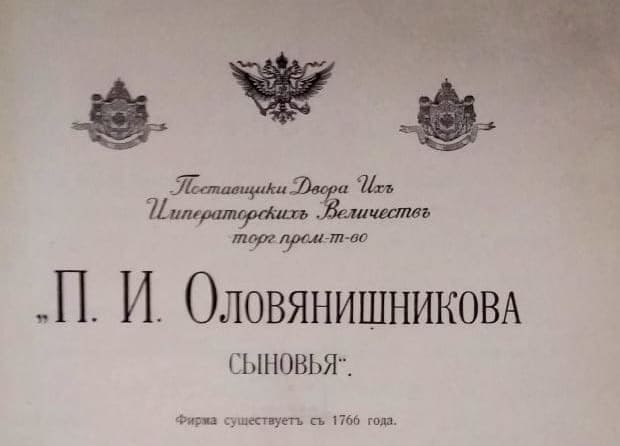 Поставщики Двора Ихъ
Императорскихъ Величествъ
торг. пром-т-во
„П. И. Оловянишникова
сыновья“.
Фирма существуетъ съ 1766 года.